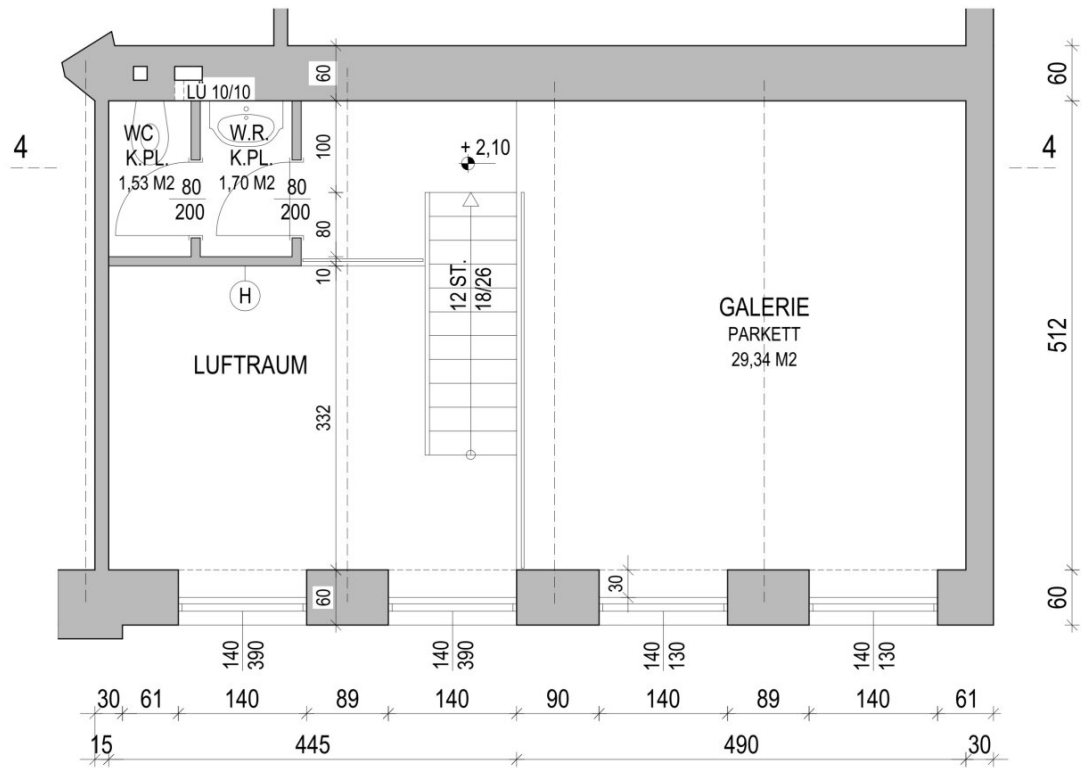 60
60
LÜ 10/10
4
4
WC
K.PL.
1,53 M2
W.R.
K.PL.
1,70 M2
100
+ 2,10
80
200
80
200
80
10
12 ST.
18/26
H
GALERIE
PARKETT
29,34 M2
LUFTRAUM
512
332
60
30
60
140
390
140
390
140
130
140
130
30 61 140 89 140 90 140 89 140 61
15 445 490 30